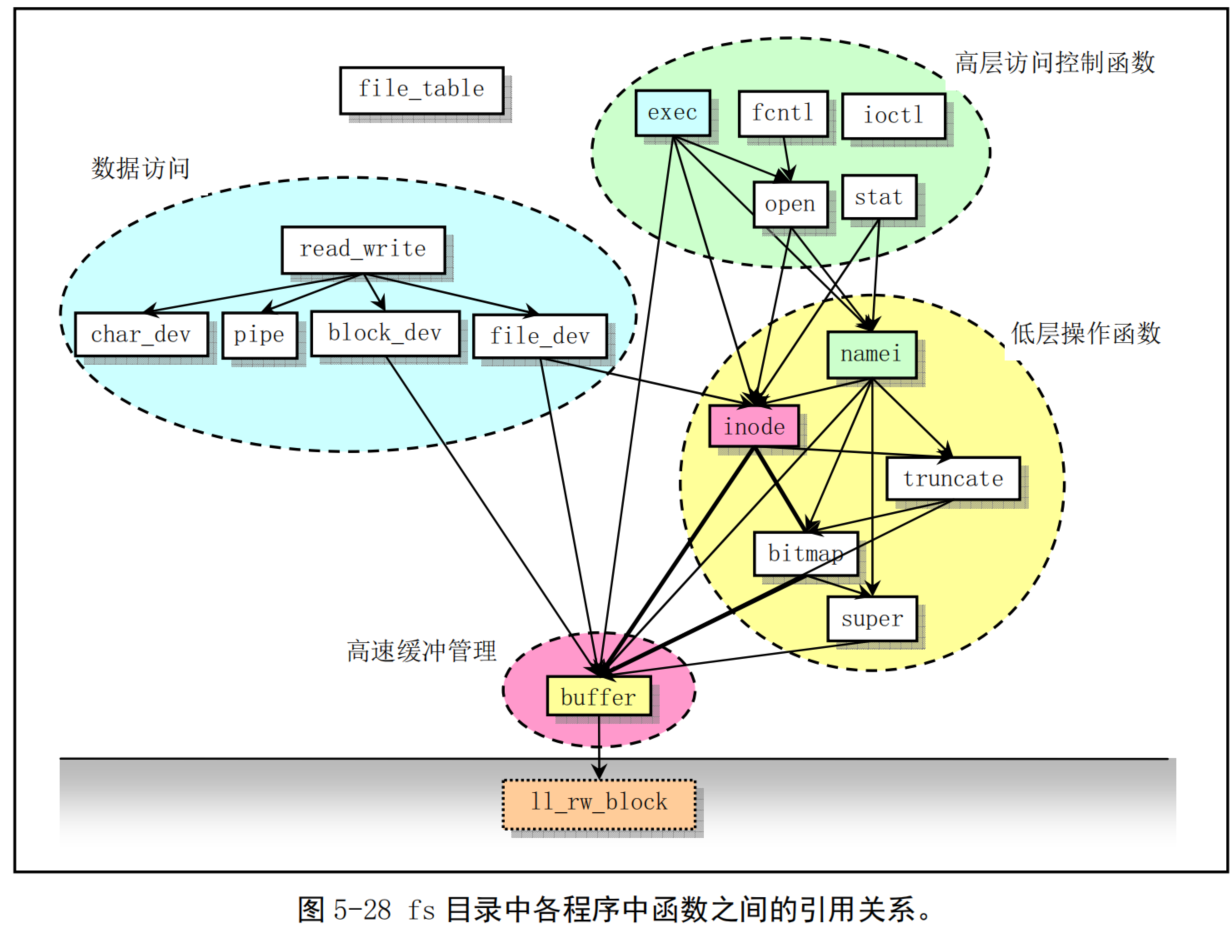 file_table
高层访问控制函数
exec
fcntl
ioctl
open
stat
数据访问
read_write
char_dev
pipe
block_dev
file_dev
低层操作函数
namei
inode
truncate
bitmap
super
高速缓冲管理
buffer
ll_rw_block
图 5-28 fs 目录中各程序中函数之间的引用关系。